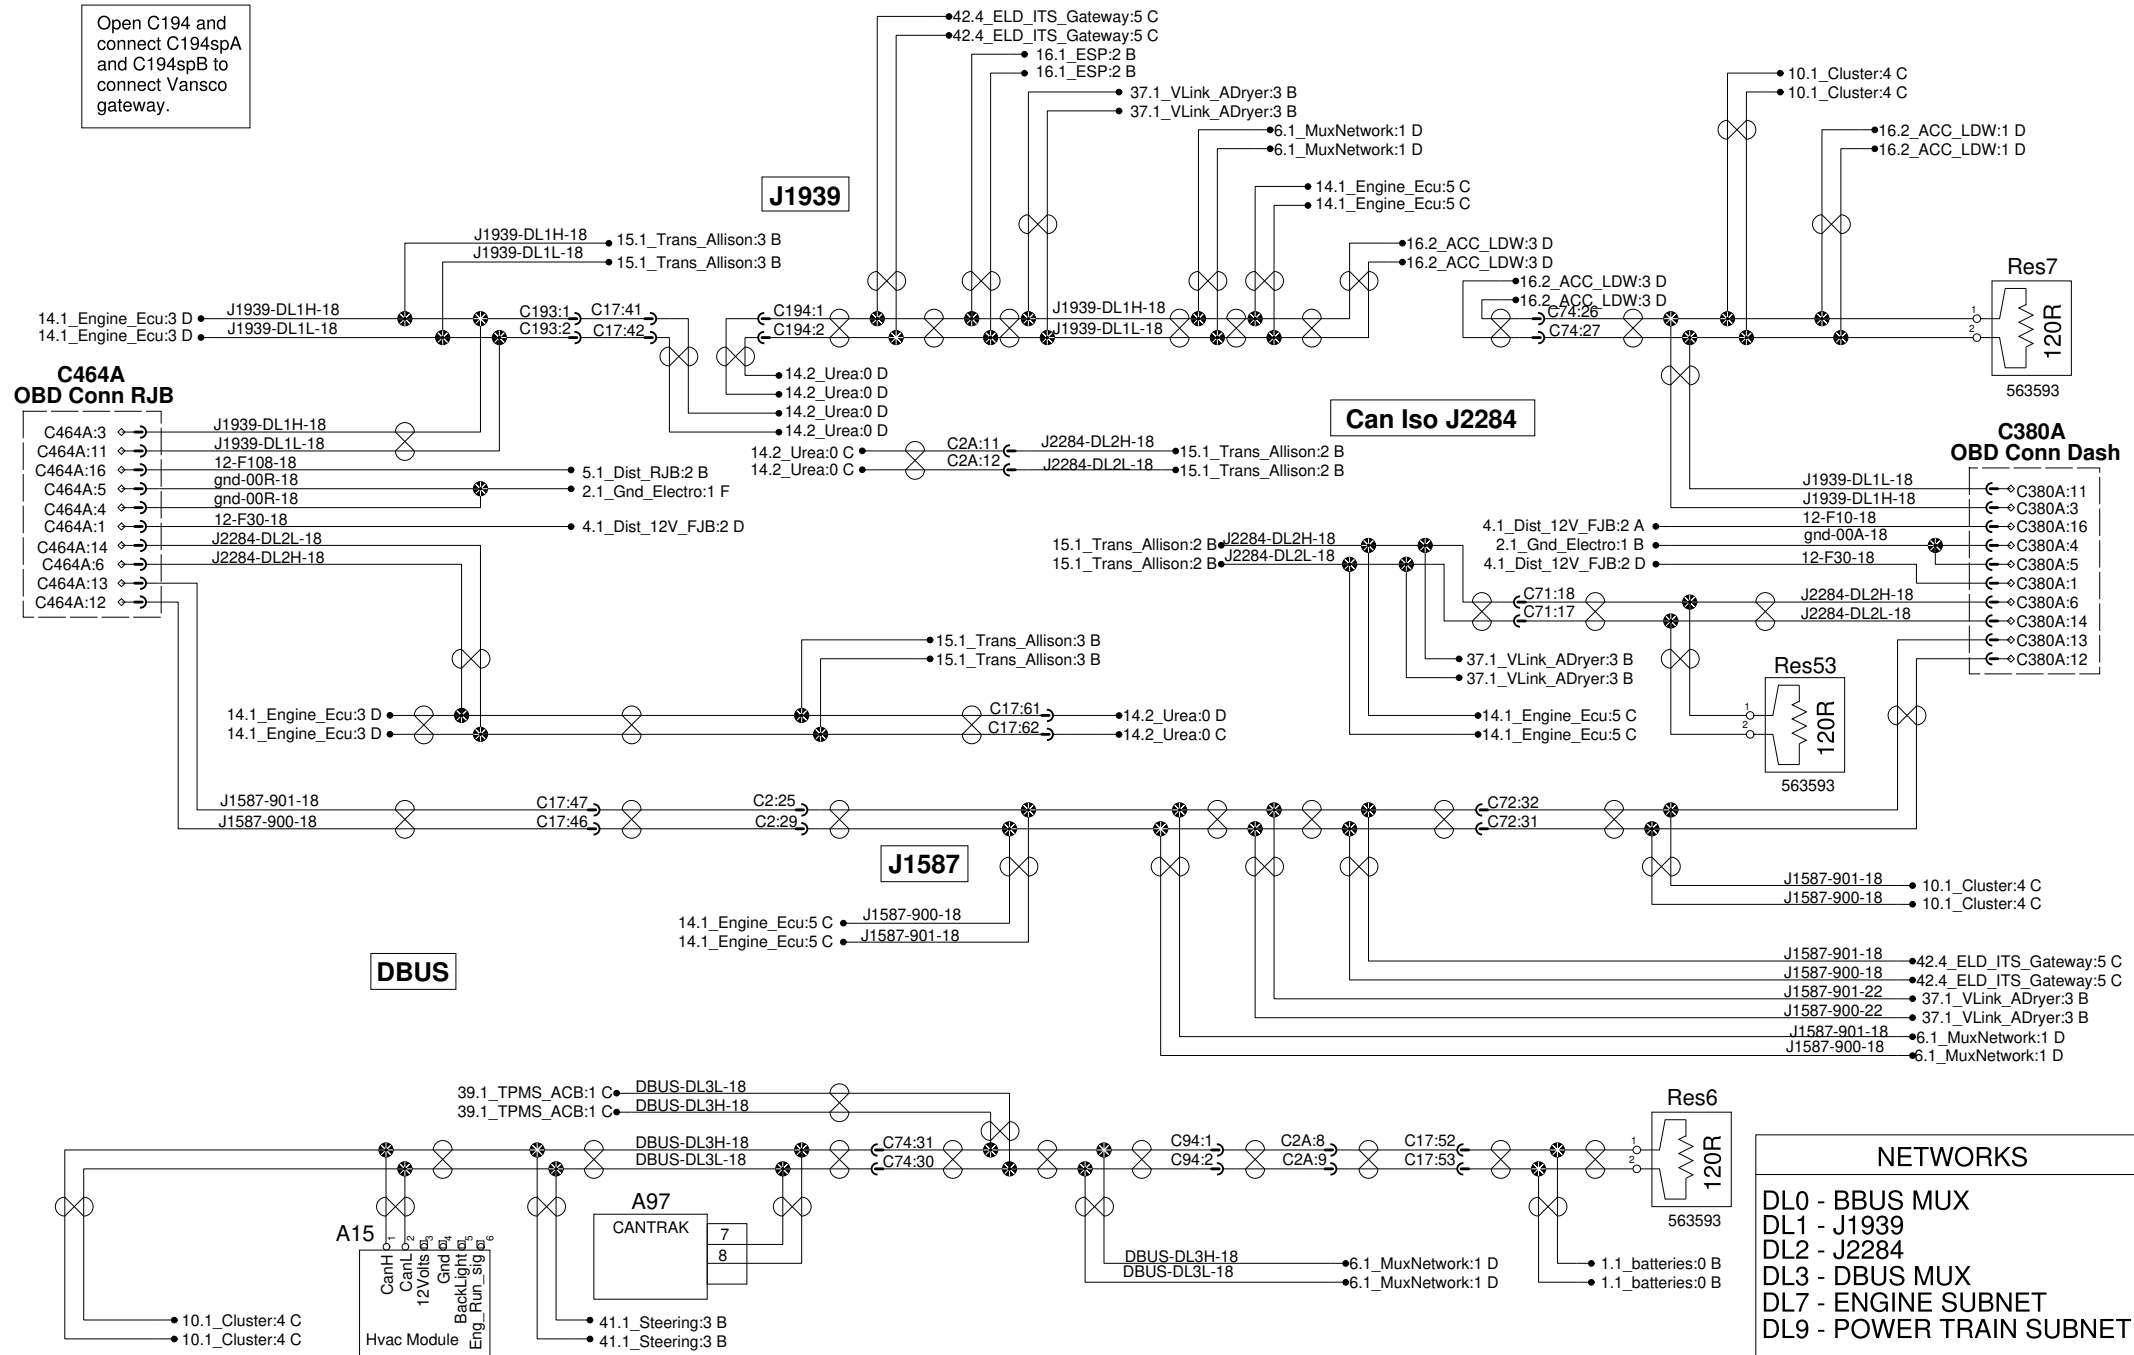 Open C194 and
connect C194spA
and C194spB to
connect Vansco
gateway.
42.4_ELD_ITS_Gateway:5 C
42.4_ELD_ITS_Gateway:5 C
16.1_ESP:2 B
16.1_ESP:2 B
37.1_VLink_ADryer:3 B
37.1_VLink_ADryer:3 B
6.1_MuxNetwork:1 D
6.1_MuxNetwork:1 D
14.1_Engine_Ecu:5 C
14.1_Engine_Ecu:5 C
16.2_ACC_LDW:3 D
16.2_ACC_LDW:3 D
16.2_ACC_LDW:3 D
16.2_ACC_LDW:3 D
10.1_Cluster:4 C
10.1_Cluster:4 C
16.2_ACC_LDW:1 D
16.2_ACC_LDW:1 D
J1939
J1939-DL1H-18
15.1_Trans_Allison:3 B
J1939-DL1L-18
15.1_Trans_Allison:3 B
14.1_Engine_Ecu:3 D
J1939-DL1H-18
C193:1
C17:41
14.1_Engine_Ecu:3 D
J1939-DL1L-18
C193:2
C17:42
C194:1
C194:2
J1939-DL1H-18
J1939-DL1L-18
C74:26
C74:27
Res7
1
2
120R
563593
14.2_Urea:0 D
14.2_Urea:0 D
14.2_Urea:0 D
14.2_Urea:0 D
C464A
OBD Conn RJB
C464A:3
J1939-DL1H-18
C464A:11
J1939-DL1L-18
C464A:16
12-F108-18
5.1_Dist_RJB:2 B
C464A:5
gnd-00R-18
2.1_Gnd_Electro:1 F
C464A:4
gnd-00R-18
C464A:1
12-F30-18
4.1_Dist_12V_FJB:2 D
C464A:14
J2284-DL2L-18
C464A:6
J2284-DL2H-18
C464A:13
C464A:12
Can Iso J2284
14.2_Urea:0 C
C2A:11
J2284-DL2H-18
15.1_Trans_Allison:2 B
14.2_Urea:0 C
C2A:12
J2284-DL2L-18
15.1_Trans_Allison:2 B
C380A
OBD Conn Dash
J1939-DL1L-18
C380A:11
J1939-DL1H-18
C380A:3
4.1_Dist_12V_FJB:2 A
12-F10-18
C380A:16
2.1_Gnd_Electro:1 B
gnd-00A-18
C380A:4
4.1_Dist_12V_FJB:2 D
C380A:5
12-F30-18
C380A:1
J2284-DL2H-18
C380A:6
J2284-DL2L-18
C380A:14
C380A:13
C380A:12
15.1_Trans_Allison:2 B
J2284-DL2H-18
15.1_Trans_Allison:2 B
J2284-DL2L-18
C71:18
C71:17
37.1_VLink_ADryer:3 B
37.1_VLink_ADryer:3 B
14.1_Engine_Ecu:5 C
14.1_Engine_Ecu:5 C
Res53
1
2
120R
563593
15.1_Trans_Allison:3 B
15.1_Trans_Allison:3 B
14.1_Engine_Ecu:3 D
C17:61
14.2_Urea:0 D
14.1_Engine_Ecu:3 D
C17:62
14.2_Urea:0 C
J1587-901-18
C17:47
C2:25
C72:32
J1587-900-18
C17:46
C2:29
C72:31
J1587
14.1_Engine_Ecu:5 C
J1587-900-18
14.1_Engine_Ecu:5 C
J1587-901-18
J1587-901-18
10.1_Cluster:4 C
J1587-900-18
10.1_Cluster:4 C
J1587-901-18
42.4_ELD_ITS_Gateway:5 C
J1587-900-18
42.4_ELD_ITS_Gateway:5 C
J1587-901-22
37.1_VLink_ADryer:3 B
J1587-900-22
37.1_VLink_ADryer:3 B
J1587-901-18
6.1_MuxNetwork:1 D
J1587-900-18
6.1_MuxNetwork:1 D
DBUS
39.1_TPMS_ACB:1 C
DBUS-DL3L-18
39.1_TPMS_ACB:1 C
DBUS-DL3H-18
DBUS-DL3H-18
DBUS-DL3L-18
C74:31
C74:30
C94:1
C94:2
C2A:8
C2A:9
C17:52
C17:53
Res6
1
2
120R
563593
10.1_Cluster:4 C
10.1_Cluster:4 C
A15
1
2
3
4
5
6
CanH
CanL
12Volts
Gnd
BackLight
Eng_Run_sig
Hvac Module
A97
CANTRAK
7
8
41.1_Steering:3 B
41.1_Steering:3 B
DBUS-DL3H-18
6.1_MuxNetwork:1 D
DBUS-DL3L-18
6.1_MuxNetwork:1 D
1.1_batteries:0 B
1.1_batteries:0 B
NETWORKS
DL0 - BBUS MUX
DL1 - J1939
DL2 - J2284
DL3 - DBUS MUX
DL7 - ENGINE SUBNET
DL9 - POWER TRAIN SUBNET